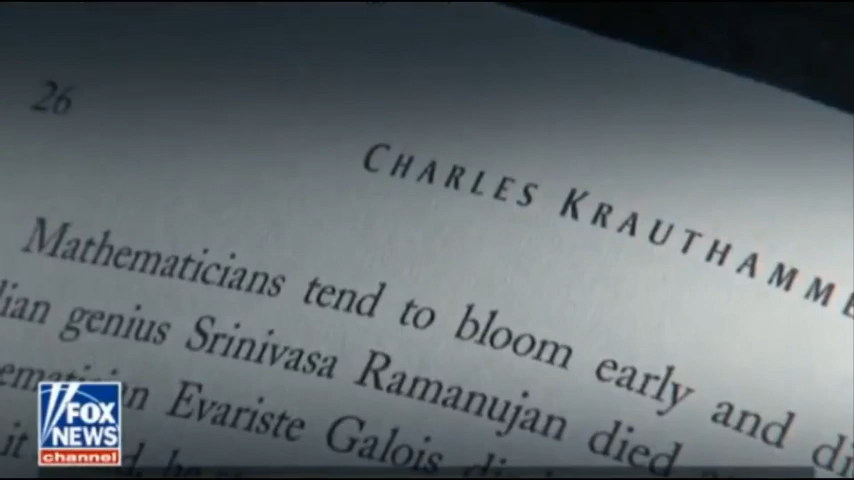 26
CHARLES KRAUTHAMME
Mathematicians tend to bloom early and di
lian genius Srinivasa Ramanujan died
ematician Evariste Galois
it
FOX
NEWS
channel